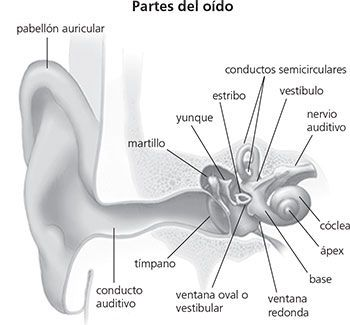 Partes del oído
pabellón auricular
conductos semicirculares
estribo
vestíbulo
yunque
nervio
auditivo
martillo
cóclea
ápex
tímpano
base
conducto
auditivo
ventana oval o
vestibular
ventana
redonda